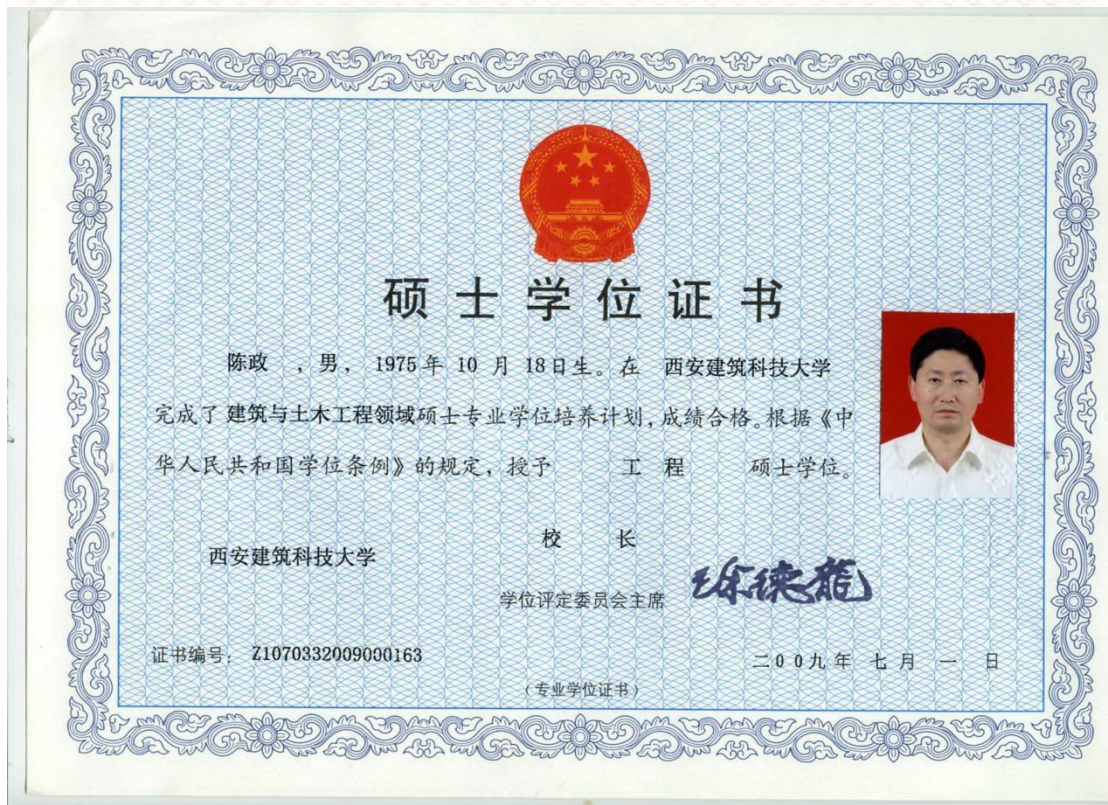 硕士学位证书
陈政 ，男， 1975年 10 月 18日生。在 西安建筑科技大学
完成了建筑与土木工程领域硕士专业学位培养计划，成绩合格。根据《中
华人民共和国学位条例》的规定，授予 工 程 硕士学位。
校 长
西安建筑科技大学
学位评定委员会主席 徐德龙
证书编号： Z1070332009000163
二00九年 七月 一 日
（专业学位证书）